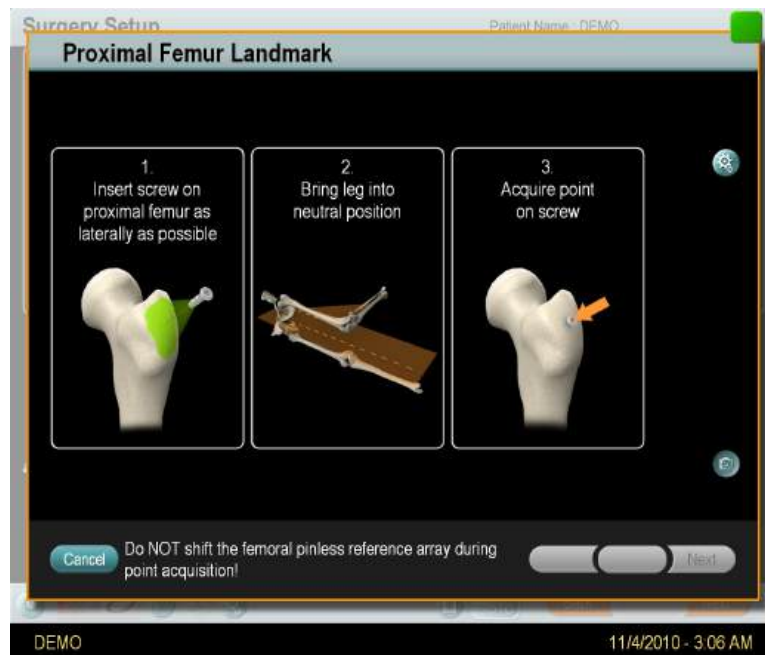 Surgery Setup
Patient Name : DEMO
Proximal Femur Landmark
1.
Insert screw on
proximal femur as
laterally as possible
2.
Bring leg into
neutral position
3.
Acquire point
on screw
Cancel
Do NOT shift the femoral pinless reference array during
point acquisition!
Next
DEMO
11/4/2010 - 3:06 AM